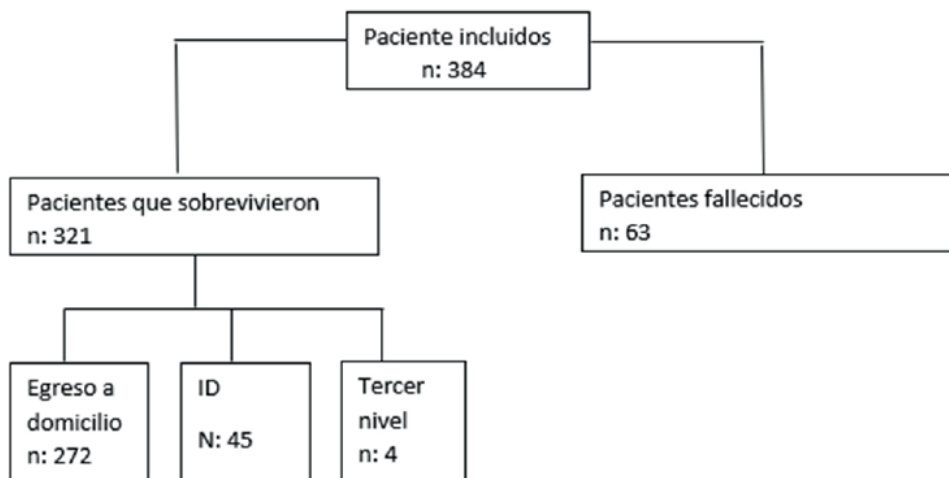 Paciente incluidos
n: 384
Pacientes que sobrevivieron
n: 321
Pacientes fallecidos
n: 63
Egreso a
domicilio
n: 272
ID
N: 45
Tercer
nivel
n: 4